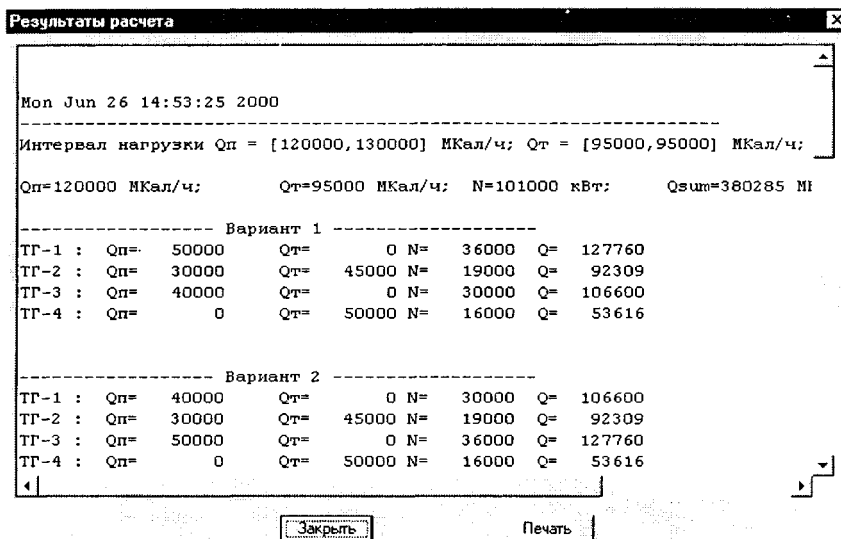 Результаты расчета
Mon Jun 26 14:53:25 2000
Интервал нагрузки Qп = [120000,130000] МКал/ч; Qт = [95000,95000] МКал/ч;
Qп=120000 МКал/ч; Qт=95000 МКал/ч; N=101000 кВт; Qsum=380285 МК
------------------- Вариант 1 --------------------
ТГ-1 : Qп= 50000 Qт= 0 N= 36000 Q= 127760
ТГ-2 : Qп= 30000 Qт= 45000 N= 19000 Q= 92309
ТГ-3 : Qп= 40000 Qт= 0 N= 30000 Q= 106600
ТГ-4 : Qп= 0 Qт= 50000 N= 16000 Q= 53616
------------------- Вариант 2 --------------------
ТГ-1 : Qп= 40000 Qт= 0 N= 30000 Q= 106600
ТГ-2 : Qп= 30000 Qт= 45000 N= 19000 Q= 92309
ТГ-3 : Qп= 50000 Qт= 0 N= 36000 Q= 127760
ТГ-4 : Qп= 0 Qт= 50000 N= 16000 Q= 53616
Закрыть Печать